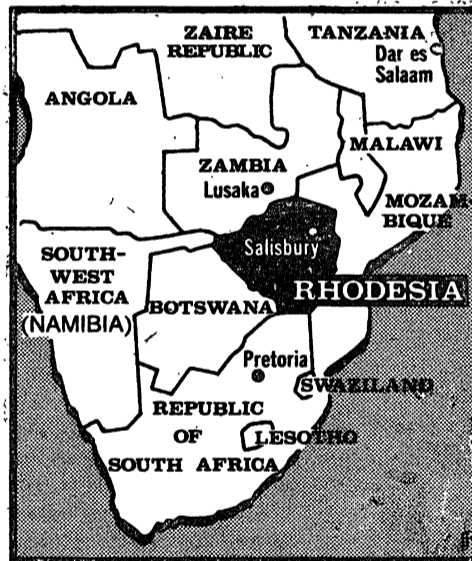 ZAIRE
REPUBLIC
TANZANIA
Dar es
Salaam
ANGOLA
MALAWI
ZAMBIA
Lusaka
MOZAM-
BIQUE
Salisbury
SOUTH-
WEST
AFRICA
(NAMIBIA)
BOTSWANA
RHODESIA
Pretoria
SWAZILAND
REPUBLIC
OF
SOUTH AFRICA
LESOTHO